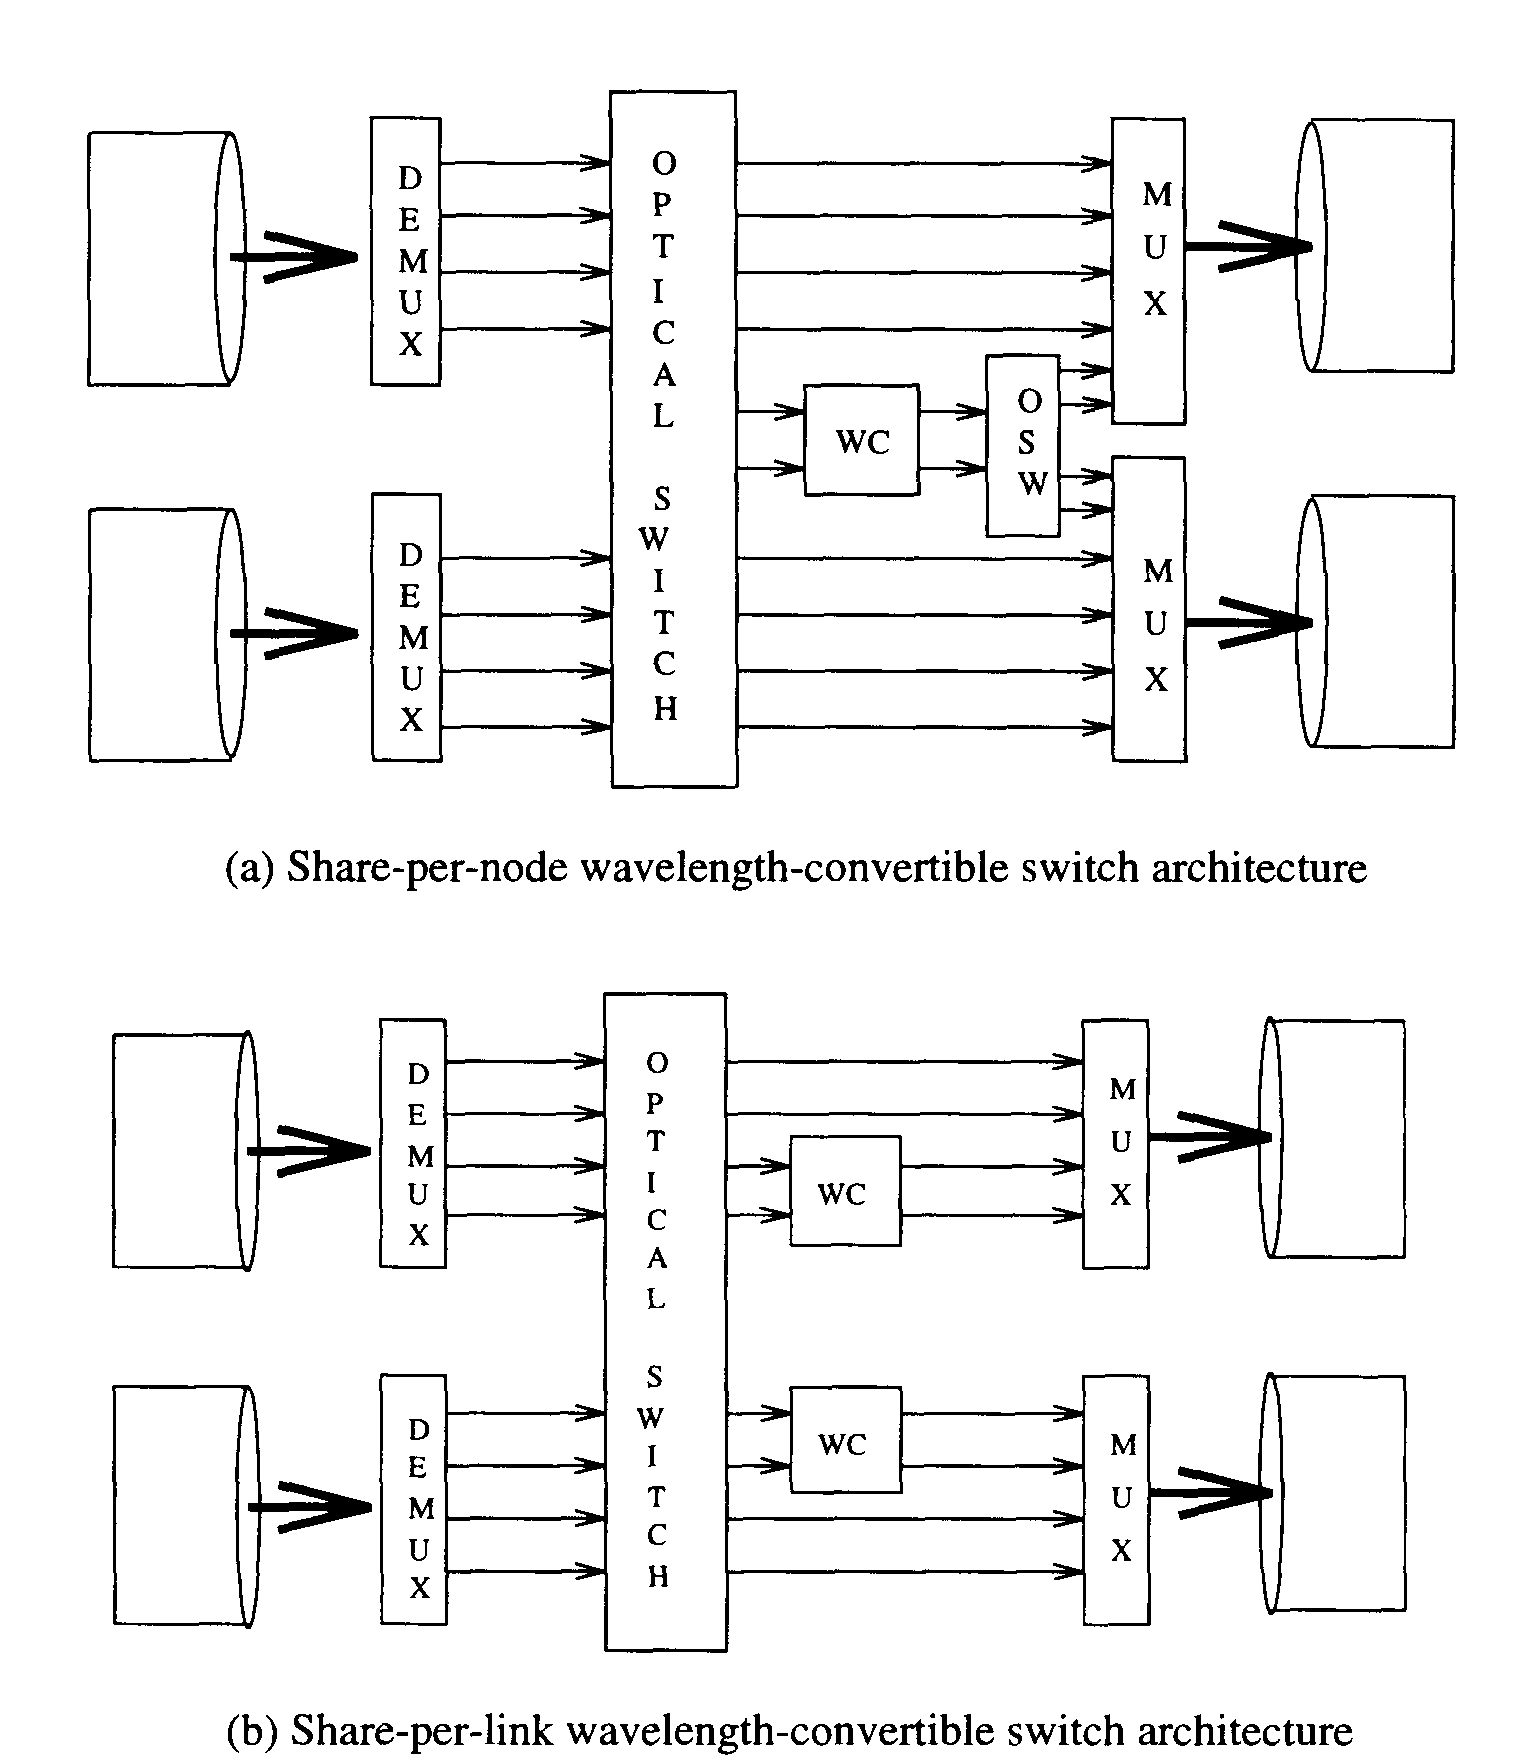 DEMUX
OPTICAL SWITCH
MUX
WC
OSW
DEMUX
MUX
(a) Share-per-node wavelength-convertible switch architecture
DEMUX
OPTICAL SWITCH
MUX
WC
DEMUX
WC
MUX
(b) Share-per-link wavelength-convertible switch architecture